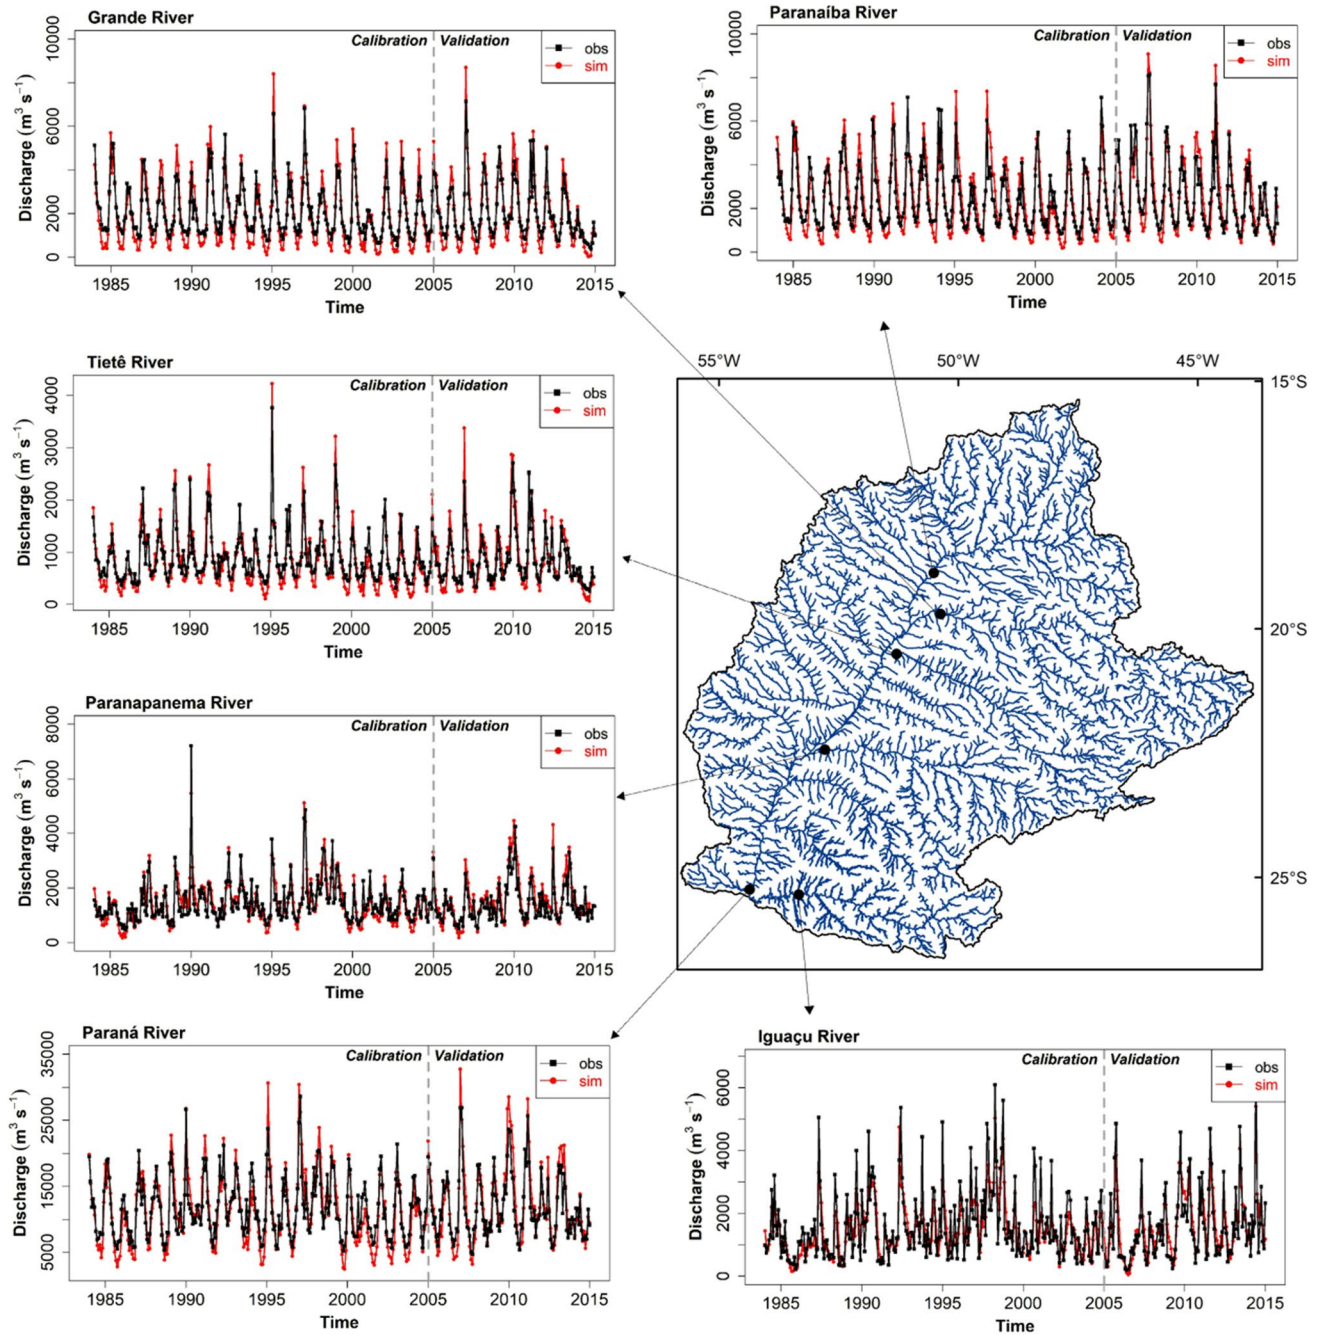 Grande River
Calibration Validation
obs
sim
Discharge (m³ s⁻¹)
0 2000 6000 10000
1985 1990 1995 2000 2005 2010 2015
Time
Paranaíba River
Calibration Validation
obs
sim
Discharge (m³ s⁻¹)
0 2000 6000 10000
1985 1990 1995 2000 2005 2010 2015
Time
Tietê River
Calibration Validation
obs
sim
Discharge (m³ s⁻¹)
0 1000 2000 3000 4000
1985 1990 1995 2000 2005 2010 2015
Time
55°W 50°W 45°W
15°S
20°S
25°S
Paranapanema River
Calibration Validation
obs
sim
Discharge (m³ s⁻¹)
0 2000 4000 6000 8000
1985 1990 1995 2000 2005 2010 2015
Time
Paraná River
Calibration Validation
obs
sim
Discharge (m³ s⁻¹)
5000 15000 25000 35000
1985 1990 1995 2000 2005 2010 2015
Time
Iguaçu River
Calibration Validation
obs
sim
Discharge (m³ s⁻¹)
0 2000 4000 6000
1985 1990 1995 2000 2005 2010 2015
Time